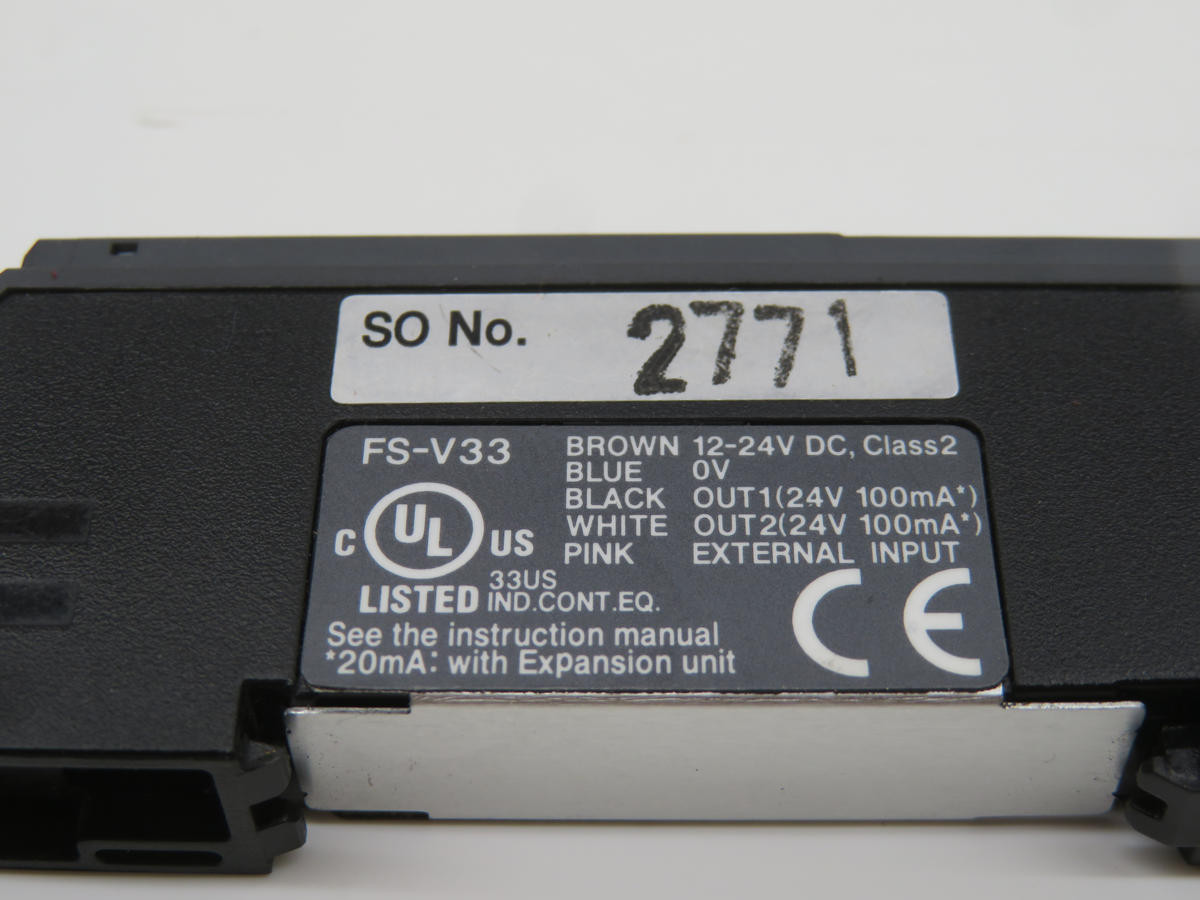 SO No. 2771
FS-V33
BROWN 12-24V DC, Class2
BLUE 0V
BLACK OUT1(24V 100mA*)
WHITE OUT2(24V 100mA*)
PINK EXTERNAL INPUT
C UL US
LISTED 33US
IND.CONT.EQ.
See the instruction manual
*20mA: with Expansion unit
CE